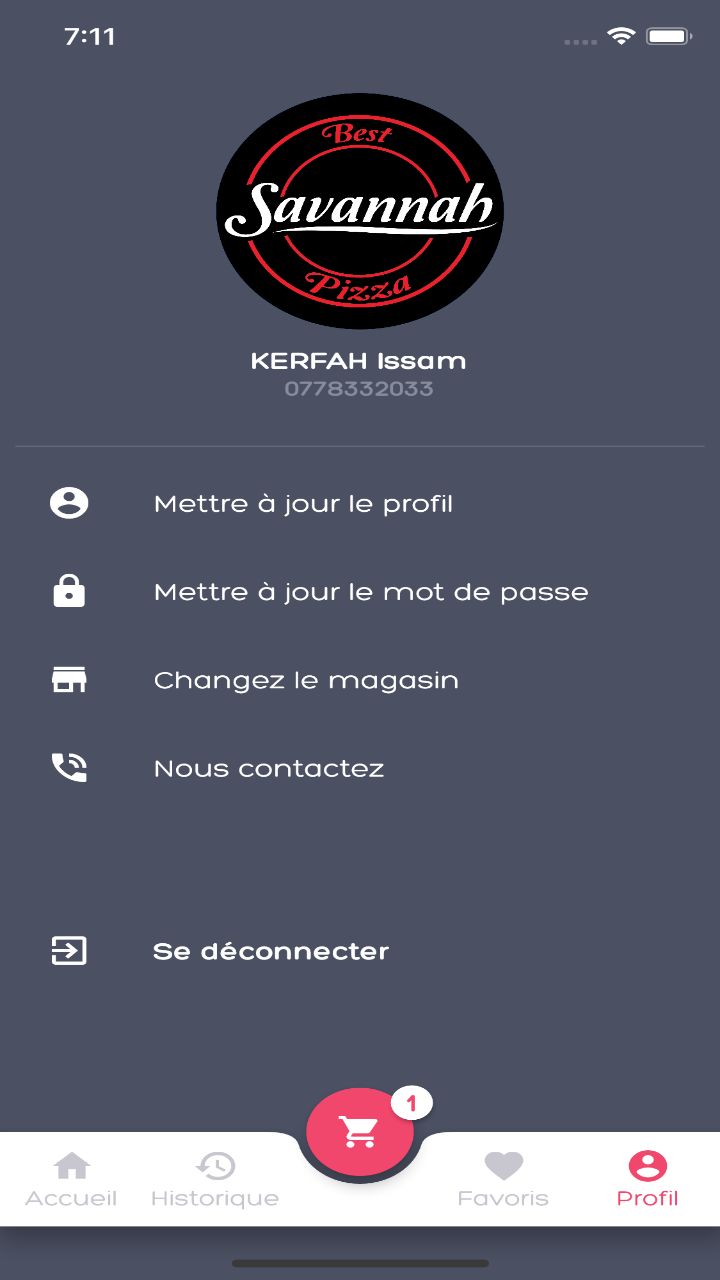 7:11
Best
Savannah
Pizza
KERFAH Issam
0778332033
Mettre à jour le profil
Mettre à jour le mot de passe
Changez le magasin
Nous contactez
Se déconnecter
1
Accueil
Historique
Favoris
Profil